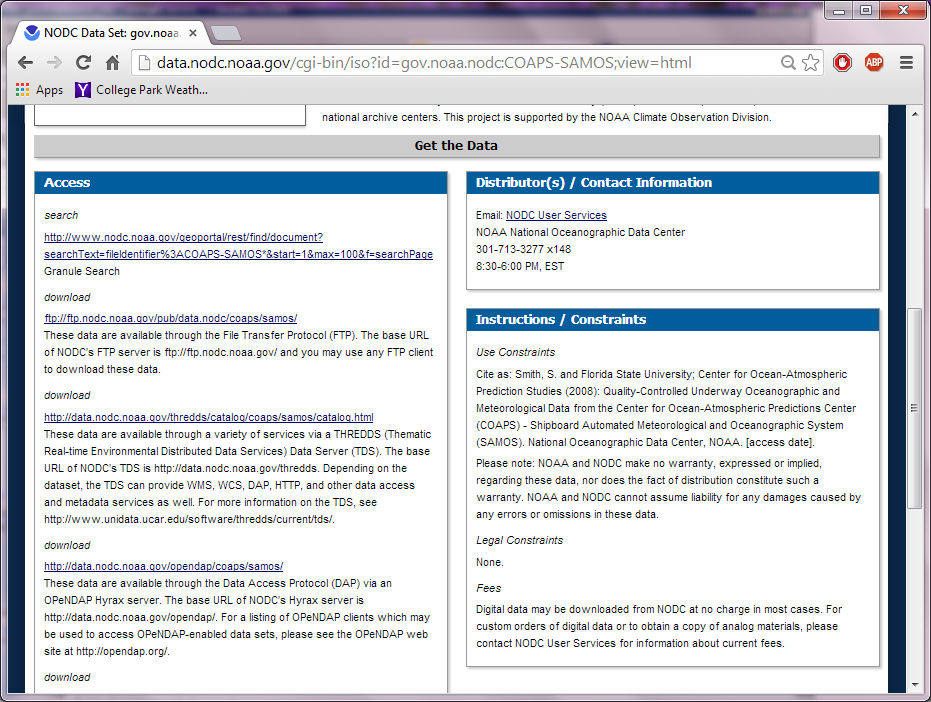 NODC Data Set: gov.noaa.
data.nodc.noaa.gov/cgi-bin/iso?id=gov.noaa.nodc:COAPS-SAMOS;view=html
ABP
Apps
College Park Weath...
national archive centers. This project is supported by the NOAA Climate Observation Division.
Get the Data
Access
search
http://www.nodc.noaa.gov/geoportal/rest/find/document?
searchText=fileIdentifier%3ACOAPS-SAMOS*&start=1&max=100&f=searchPage
Granule Search
download
ftp://ftp.nodc.noaa.gov/pub/data.nodc/coaps/samos/
These data are available through the File Transfer Protocol (FTP). The base URL
of NODC's FTP server is ftp://ftp.nodc.noaa.gov/ and you may use any FTP client
to download these data.
download
http://data.nodc.noaa.gov/thredds/catalog/coaps/samos/catalog.html
These data are available through a variety of services via a THREDDS (Thematic
Real-time Environmental Distributed Data Services) Data Server (TDS). The base
URL of NODC's TDS is http://data.nodc.noaa.gov/thredds. Depending on the
dataset, the TDS can provide WMS, WCS, DAP, HTTP, and other data access
and metadata services as well. For more information on the TDS, see
http://www.unidata.ucar.edu/software/thredds/current/tds/.
download
http://data.nodc.noaa.gov/opendap/coaps/samos/
These data are available through the Data Access Protocol (DAP) via an
OPeNDAP Hyrax server. The base URL of NODC's Hyrax server is
http://data.nodc.noaa.gov/opendap/. For a listing of OPeNDAP clients which may
be used to access OPeNDAP-enabled data sets, please see the OPeNDAP web
site at http://opendap.org/.
download
Distributor(s) / Contact Information
Email: NODC User Services
NOAA National Oceanographic Data Center
301-713-3277 x148
8:30-6:00 PM, EST
Instructions / Constraints
Use Constraints
Cite as: Smith, S. and Florida State University; Center for Ocean-Atmospheric
Prediction Studies (2008): Quality-Controlled Underway Oceanographic and
Meteorological Data from the Center for Ocean-Atmospheric Predictions Center
(COAPS) - Shipboard Automated Meteorological and Oceanographic System
(SAMOS). National Oceanographic Data Center, NOAA. [access date].
Please note: NOAA and NODC make no warranty, expressed or implied,
regarding these data, nor does the fact of distribution constitute such a
warranty. NOAA and NODC cannot assume liability for any damages caused by
any errors or omissions in these data.
Legal Constraints
None.
Fees
Digital data may be downloaded from NODC at no charge in most cases. For
custom orders of digital data or to obtain a copy of analog materials, please
contact NODC User Services for information about current fees.